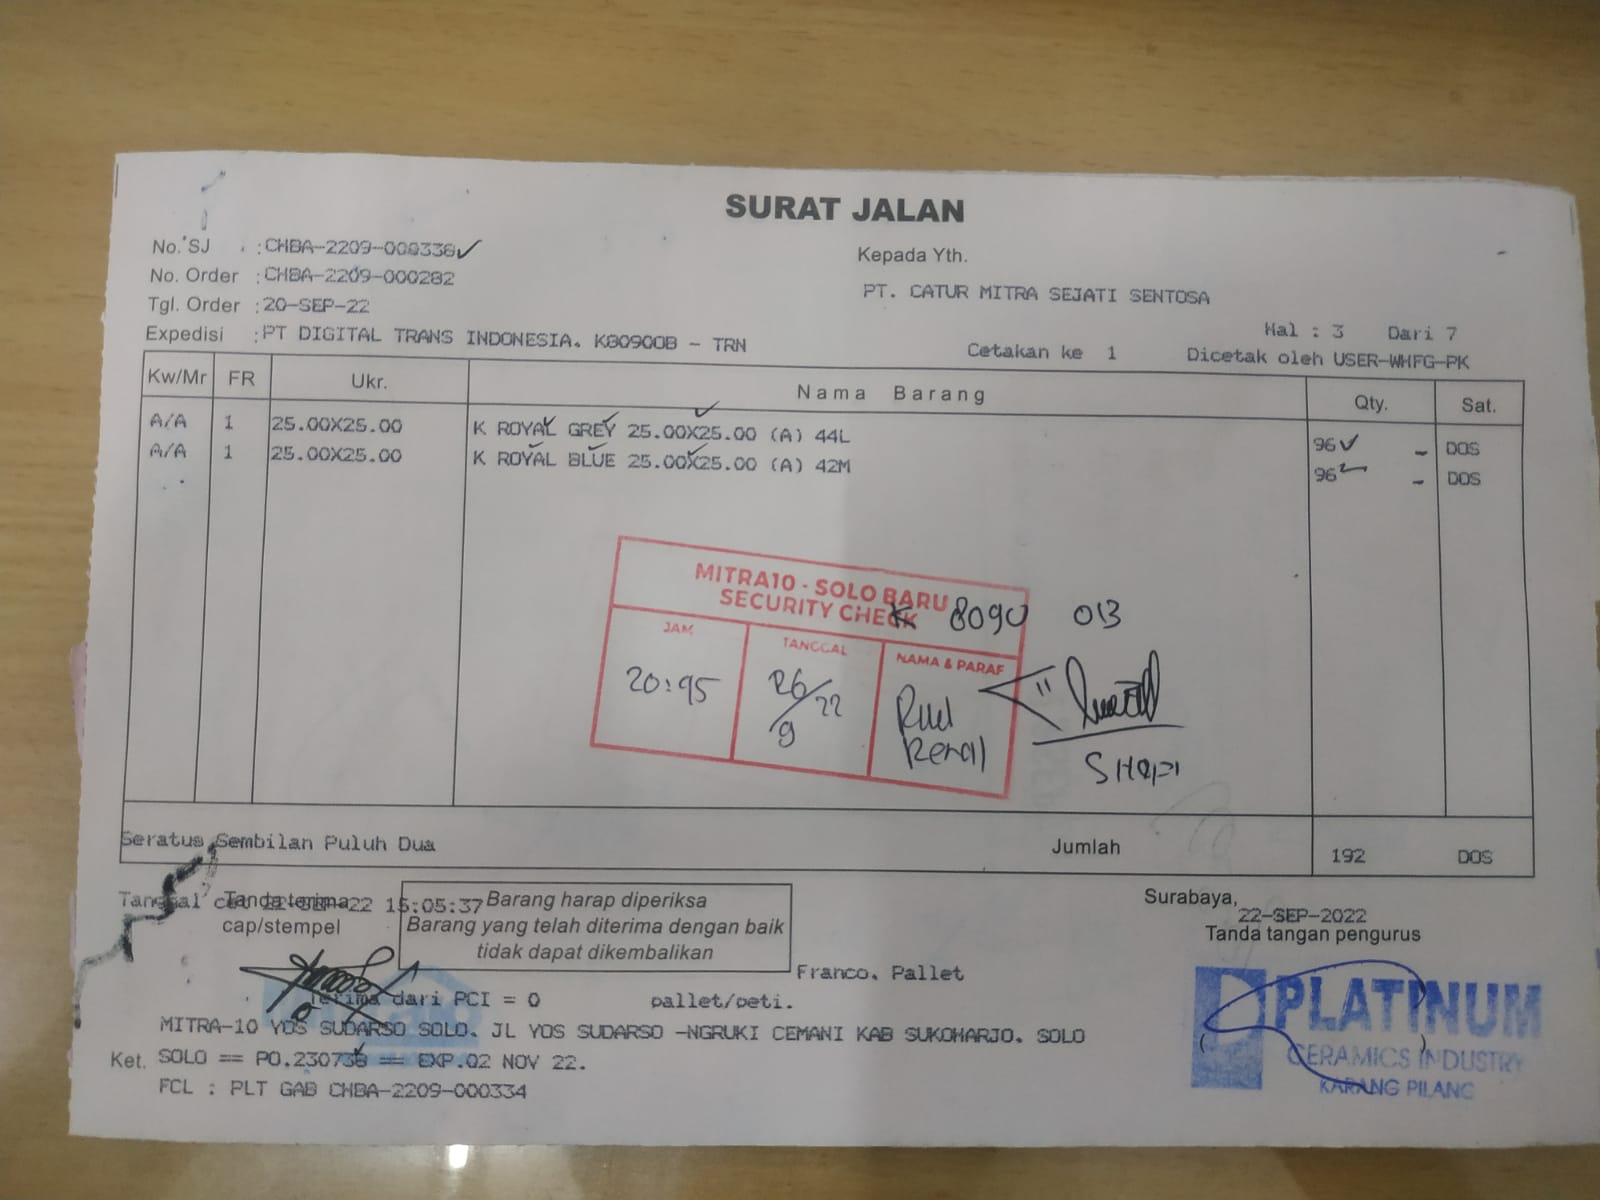 SURAT JALAN
No. SJ : CHBA-2209-000336
No. Order : CHBA-2209-000282
Tgl. Order : 20-SEP-22
Expedisi : PT DIGITAL TRANS INDONESIA. K8090OB - TRN
Kepada Yth.
PT. CATUR MITRA SEJATI SENTOSA
Hal : 3 Dari 7
Cetakan ke 1 Dicetak oleh USER-WHFG-PK
Kw/Mr FR Ukr. Nama Barang Qty. Sat.
A/A 1 25.00X25.00 K ROYAL GREY 25.00X25.00 (A) 44L 96 - DOS
A/A 1 25.00X25.00 K ROYAL BLUE 25.00X25.00 (A) 42M 96 - DOS
MITRA10 - SOLO BARU
SECURITY CHECK
K 8090 OB
JAM TANGGAL NAMA & PARAF
20:45 26/9 22
Seratus Sembilan Puluh Dua Jumlah 192 DOS
Tanggal 22-SEP-22 15:05:37
Tanda terima
cap/stempel
Barang harap diperiksa
Barang yang telah diterima dengan baik
tidak dapat dikembalikan
Surabaya,
22-SEP-2022
Tanda tangan pengurus
Franco. Pallet
Terima dari PCI = 0 pallet/peti.
MITRA-10 YOS SUDARSO SOLO. JL YOS SUDARSO -NGRUKI CEMANI KAB SUKOHARJO. SOLO
Ket. SOLO == PO.230738 == EXP.02 NOV 22.
FCL : PLT GAB CHBA-2209-000334
PLATINUM
CERAMICS INDUSTRY
KARANG PILANG